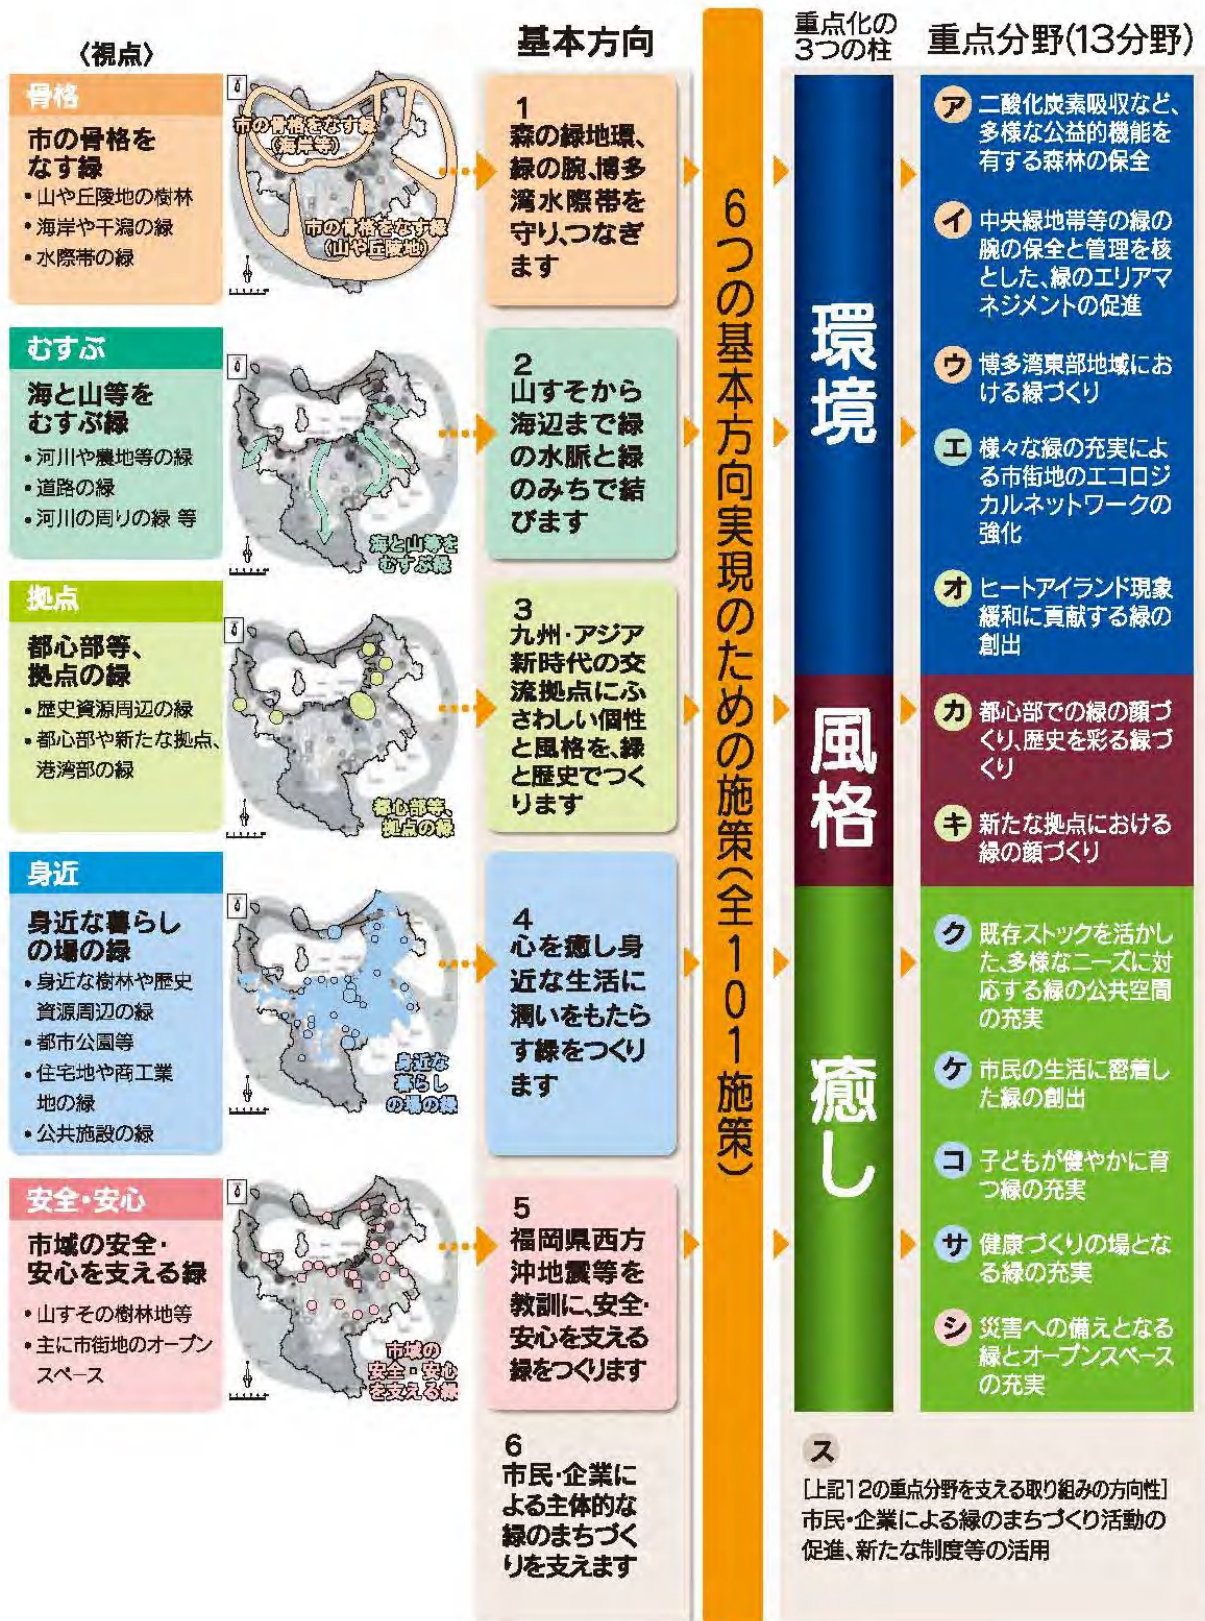 〈視点〉
基本方向
重点化の
3つの柱
重点分野(13分野)
骨格
市の骨格を
なす緑
• 山や丘陵地の樹林
• 海岸や干潟の緑
• 水際帯の緑
市の骨格をなす緑
(海岸等)
市の骨格をなす緑
(山や丘陵地)
1
森の緑地環、
緑の腕、博多
湾水際帯を
守り、つなぎ
ます
むすぶ
海と山等を
むすぶ緑
• 河川や農地等の緑
• 道路の緑
• 河川の周りの緑 等
海と山等を
むすぶ緑
2
山すそから
海辺まで緑
の水脈と緑
のみちで結
びます
拠点
都心部等、
拠点の緑
• 歴史資源周辺の緑
• 都心部や新たな拠点、
港湾部の緑
都心部等、
拠点の緑
3
九州・アジア
新時代の交
流拠点にふ
さわしい個性
と風格を、緑
と歴史でつく
ります
身近
身近な暮らし
の場の緑
• 身近な樹林や歴史
資源周辺の緑
• 都市公園等
• 住宅地や商工業
地の緑
• 公共施設の緑
身近な
暮らし
の場の緑
4
心を癒し身
近な生活に
潤いをもたら
す緑をつくり
ます
安全・安心
市域の安全・
安心を支える緑
• 山すその樹林地等
• 主に市街地のオープン
スペース
市域の
安全・安心
を支える緑
5
福岡県西方
沖地震等を
教訓に、安全・
安心を支える
緑をつくります
6
市民・企業に
よる主体的な
緑のまちづく
りを支えます
6つの基本方向実現のための施策(全101施策)
環境
風格
癒し
ア 二酸化炭素吸収など、
多様な公益的機能を
有する森林の保全
イ 中央緑地帯等の緑の
腕の保全と管理を核
とした、緑のエリアマ
ネジメントの促進
ウ 博多湾東部地域にお
ける緑づくり
エ 様々な緑の充実によ
る市街地のエコロジ
カルネットワークの
強化
オ ヒートアイランド現象
緩和に貢献する緑の
創出
カ 都心部での緑の顔づ
くり、歴史を彩る緑づ
くり
キ 新たな拠点における
緑の顔づくり
ク 既存ストックを活かし
た、多様なニーズに対
応する緑の公共空間
の充実
ケ 市民の生活に密着し
た緑の創出
コ 子どもが健やかに育
つ緑の充実
サ 健康づくりの場とな
る緑の充実
シ 災害への備えとなる
緑とオープンスペース
の充実
ス
[上記12の重点分野を支える取り組みの方向性]
市民・企業による緑のまちづくり活動の
促進、新たな制度等の活用